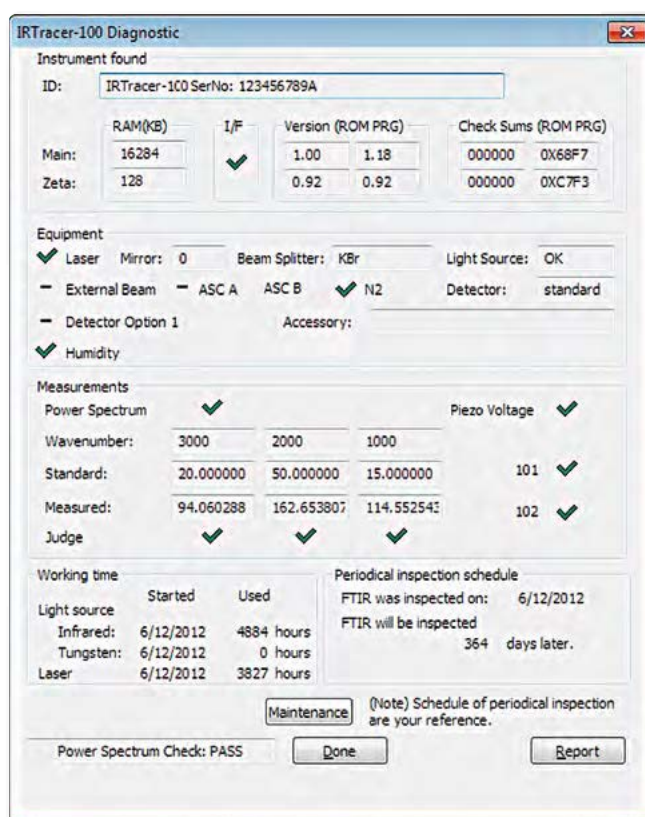 IRTracer-100 Diagnostic
Instrument found
ID: IRTracer-100 SerNo: 123456789A
RAM(KB) I/F Version (ROM PRG) Check Sums (ROM PRG)
Main: 16284 1.00 1.18 000000 0X68F7
Zeta: 128 0.92 0.92 000000 0XC7F3
Equipment
Laser Mirror: 0 Beam Splitter: KBr Light Source: OK
External Beam ASC A ASC B N2 Detector: standard
Detector Option 1 Accessory:
Humidity
Measurements
Power Spectrum Piezo Voltage
Wavenumber: 3000 2000 1000
Standard: 20.000000 50.000000 15.000000 101
Measured: 94.060288 162.653807 114.552543 102
Judge
Working time
Started Used
Light source
Infrared: 6/12/2012 4884 hours
Tungsten: 6/12/2012 0 hours
Laser 6/12/2012 3827 hours
Periodical inspection schedule
FTIR was inspected on: 6/12/2012
FTIR will be inspected
364 days later.
Maintenance (Note) Schedule of periodical inspection
are your reference.
Power Spectrum Check: PASS Done Report